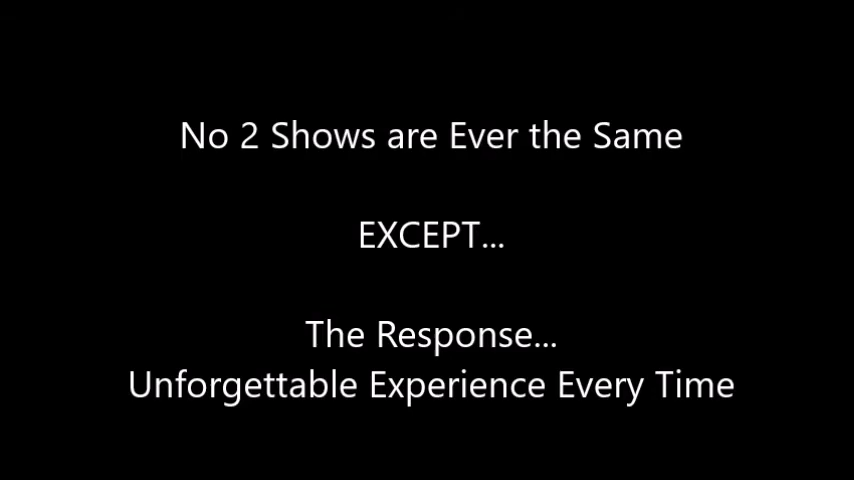 No 2 Shows are Ever the Same
EXCEPT...
The Response...
Unforgettable Experience Every Time